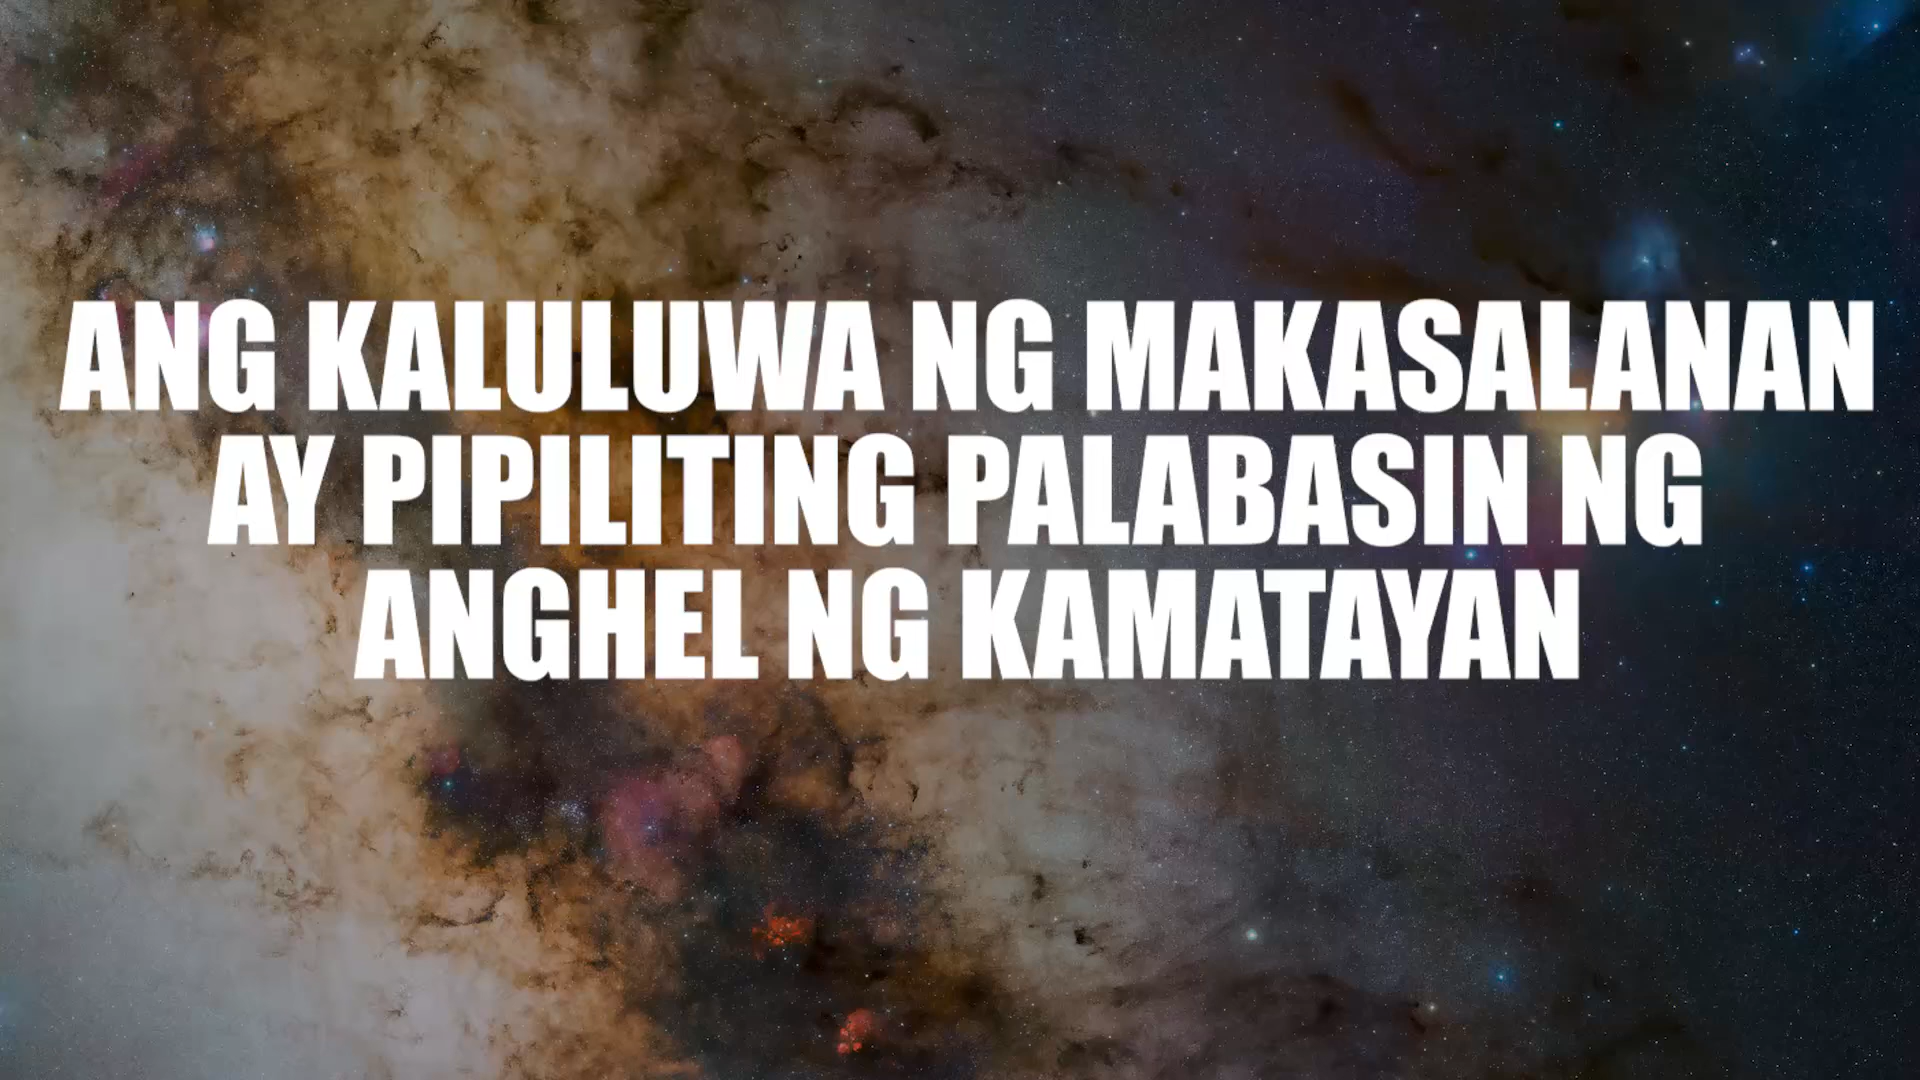 ANG KALULUWA NG MAKASALANAN
AY PIPILITING PALABASIN NG
ANGHEL NG KAMATAYAN